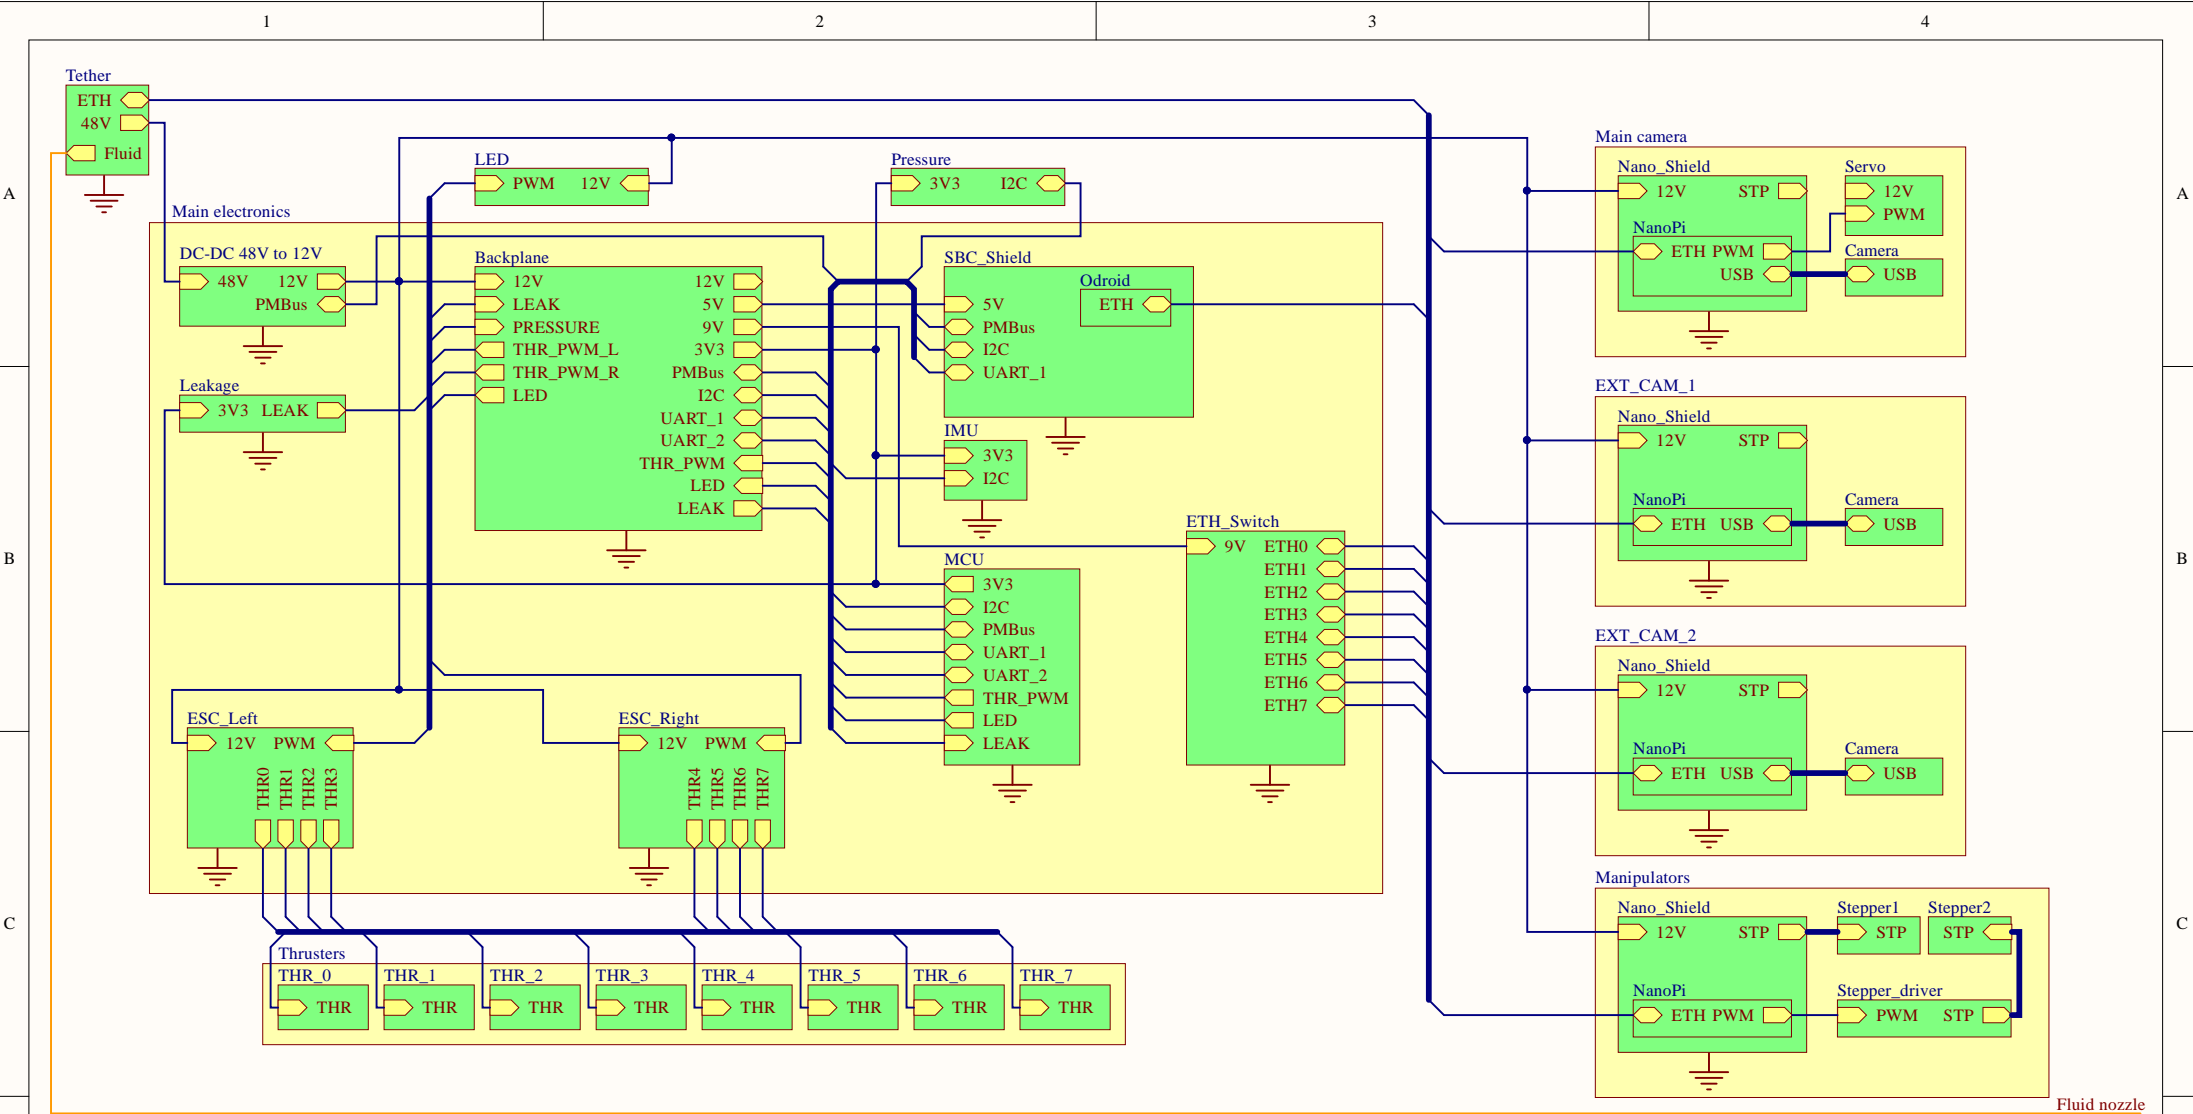 1 2 3 4
A A
B B
C C
Tether
ETH
48V
Fluid
LED
PWM 12V
Pressure
3V3 I2C
Main electronics
DC-DC 48V to 12V
48V 12V
PMBus
Leakage
3V3 LEAK
Backplane
12V 12V
LEAK 5V
PRESSURE 9V
THR_PWM_L 3V3
THR_PWM_R PMBus
LED I2C
UART_1
UART_2
THR_PWM
LED
LEAK
SBC_Shield
Odroid
ETH
5V
PMBus
I2C
UART_1
IMU
3V3
I2C
MCU
3V3
I2C
PMBus
UART_1
UART_2
THR_PWM
LED
LEAK
ETH_Switch
9V ETH0
ETH1
ETH2
ETH3
ETH4
ETH5
ETH6
ETH7
ESC_Left
12V PWM
THR0
THR1
THR2
THR3
ESC_Right
12V PWM
THR4
THR5
THR6
THR7
Thrusters
THR_0 THR_1 THR_2 THR_3 THR_4 THR_5 THR_6 THR_7
THR THR THR THR THR THR THR THR
Main camera
Nano_Shield
12V STP
NanoPi
ETH PWM
USB
Servo
12V
PWM
Camera
USB
EXT_CAM_1
Nano_Shield
12V STP
NanoPi
ETH USB
Camera
USB
EXT_CAM_2
Nano_Shield
12V STP
NanoPi
ETH USB
Camera
USB
Manipulators
Nano_Shield
12V STP
NanoPi
ETH PWM
Stepper1
STP
Stepper2
STP
Stepper_driver
PWM STP
Fluid nozzle